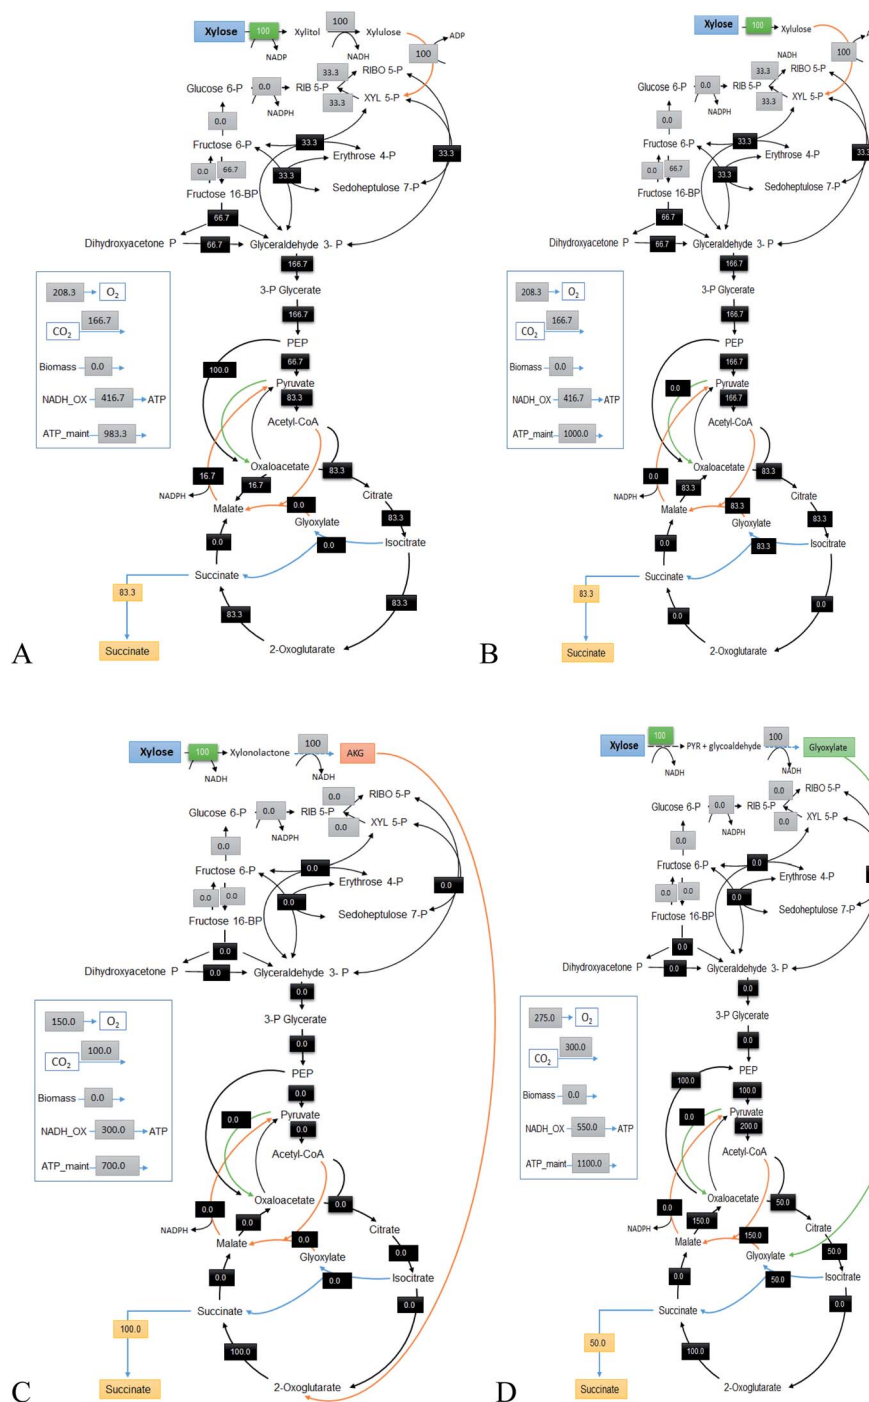 Xylose 100 Xylitol 100 Xylulose
NADP NADH 100 ADP
Glucose 6-P 0.0 RIB 5-P 33.3 RIBO 5-P
NADPH 33.3 XYL 5-P
0.0
Fructose 6-P 33.3 Erythrose 4-P 33.3
0.0 66.7 33.3 Sedoheptulose 7-P
Fructose 16-BP
66.7
Dihydroxyacetone P 66.7 Glyceraldehyde 3- P
166.7
208.3 O2 3-P Glycerate
CO2 166.7 166.7
PEP
Biomass 0.0 100.0 66.7
Pyruvate
NADH_OX 416.7 ATP 83.3
Acetyl-CoA
ATP_maint 983.3
Oxaloacetate 83.3
16.7 16.7 Citrate
NADPH Malate 0.0 83.3
Glyoxylate
0.0 0.0 Isocitrate
Succinate
83.3 83.3 83.3
2-Oxoglutarate
Succinate
A
Xylose 100 Xylulose
100
NADH
Glucose 6-P 0.0 RIB 5-P 33.3 RIBO 5-P
NADPH 33.3 XYL 5-P
0.0
Fructose 6-P 33.3 Erythrose 4-P 33.3
0.0 66.7 33.3 Sedoheptulose 7-P
Fructose 16-BP
66.7
Dihydroxyacetone P 66.7 Glyceraldehyde 3- P
166.7
208.3 O2 3-P Glycerate
CO2 166.7 166.7
PEP
Biomass 0.0 166.7
0.0 Pyruvate
NADH_OX 416.7 ATP 166.7
Acetyl-CoA
ATP_maint 1000.0
Oxaloacetate 83.3
0.0 83.3 Citrate
NADPH Malate 83.3 83.3
Glyoxylate
0.0 83.3 Isocitrate
Succinate
83.3 0.0 0.0
2-Oxoglutarate
Succinate
B
Xylose 100 Xylonolactone 100 AKG
NADH NADH
Glucose 6-P 0.0 RIB 5-P 0.0 RIBO 5-P
NADPH 0.0 XYL 5-P
0.0
Fructose 6-P 0.0 Erythrose 4-P 0.0
0.0 0.0 0.0 Sedoheptulose 7-P
Fructose 16-BP
0.0
Dihydroxyacetone P 0.0 Glyceraldehyde 3- P
0.0
150.0 O2 3-P Glycerate
CO2 100.0 0.0
PEP
Biomass 0.0 0.0
0.0 Pyruvate
NADH_OX 300.0 ATP 0.0
Acetyl-CoA
ATP_maint 700.0
Oxaloacetate 0.0
0.0 0.0 Citrate
NADPH Malate 0.0 0.0
Glyoxylate
0.0 0.0 Isocitrate
Succinate 0.0
100.0 100.0
2-Oxoglutarate
Succinate
C
Xylose 100 PYR + glycoaldehyde 100 Glyoxylate
NADH NADH
Glucose 6-P 0.0 RIB 5-P 0.0 RIBO 5-P
NADPH 0.0 XYL 5-P
0.0
Fructose 6-P 0.0 Erythrose 4-P
0.0 0.0 0.0 Sedoheptulose 7-P
Fructose 16-BP
0.0
Dihydroxyacetone P 0.0 Glyceraldehyde 3- P
0.0
275.0 O2 3-P Glycerate
CO2 300.0 0.0
PEP
Biomass 0.0 100.0 100.0
0.0 Pyruvate
NADH_OX 550.0 ATP 200.0
Acetyl-CoA
ATP_maint 1100.0
Oxaloacetate 50.0
0.0 150.0 Citrate
NADPH Malate 150.0 50.0
Glyoxylate
0.0 50.0 Isocitrate
Succinate 0.0
50.0 100.0
2-Oxoglutarate
Succinate
D